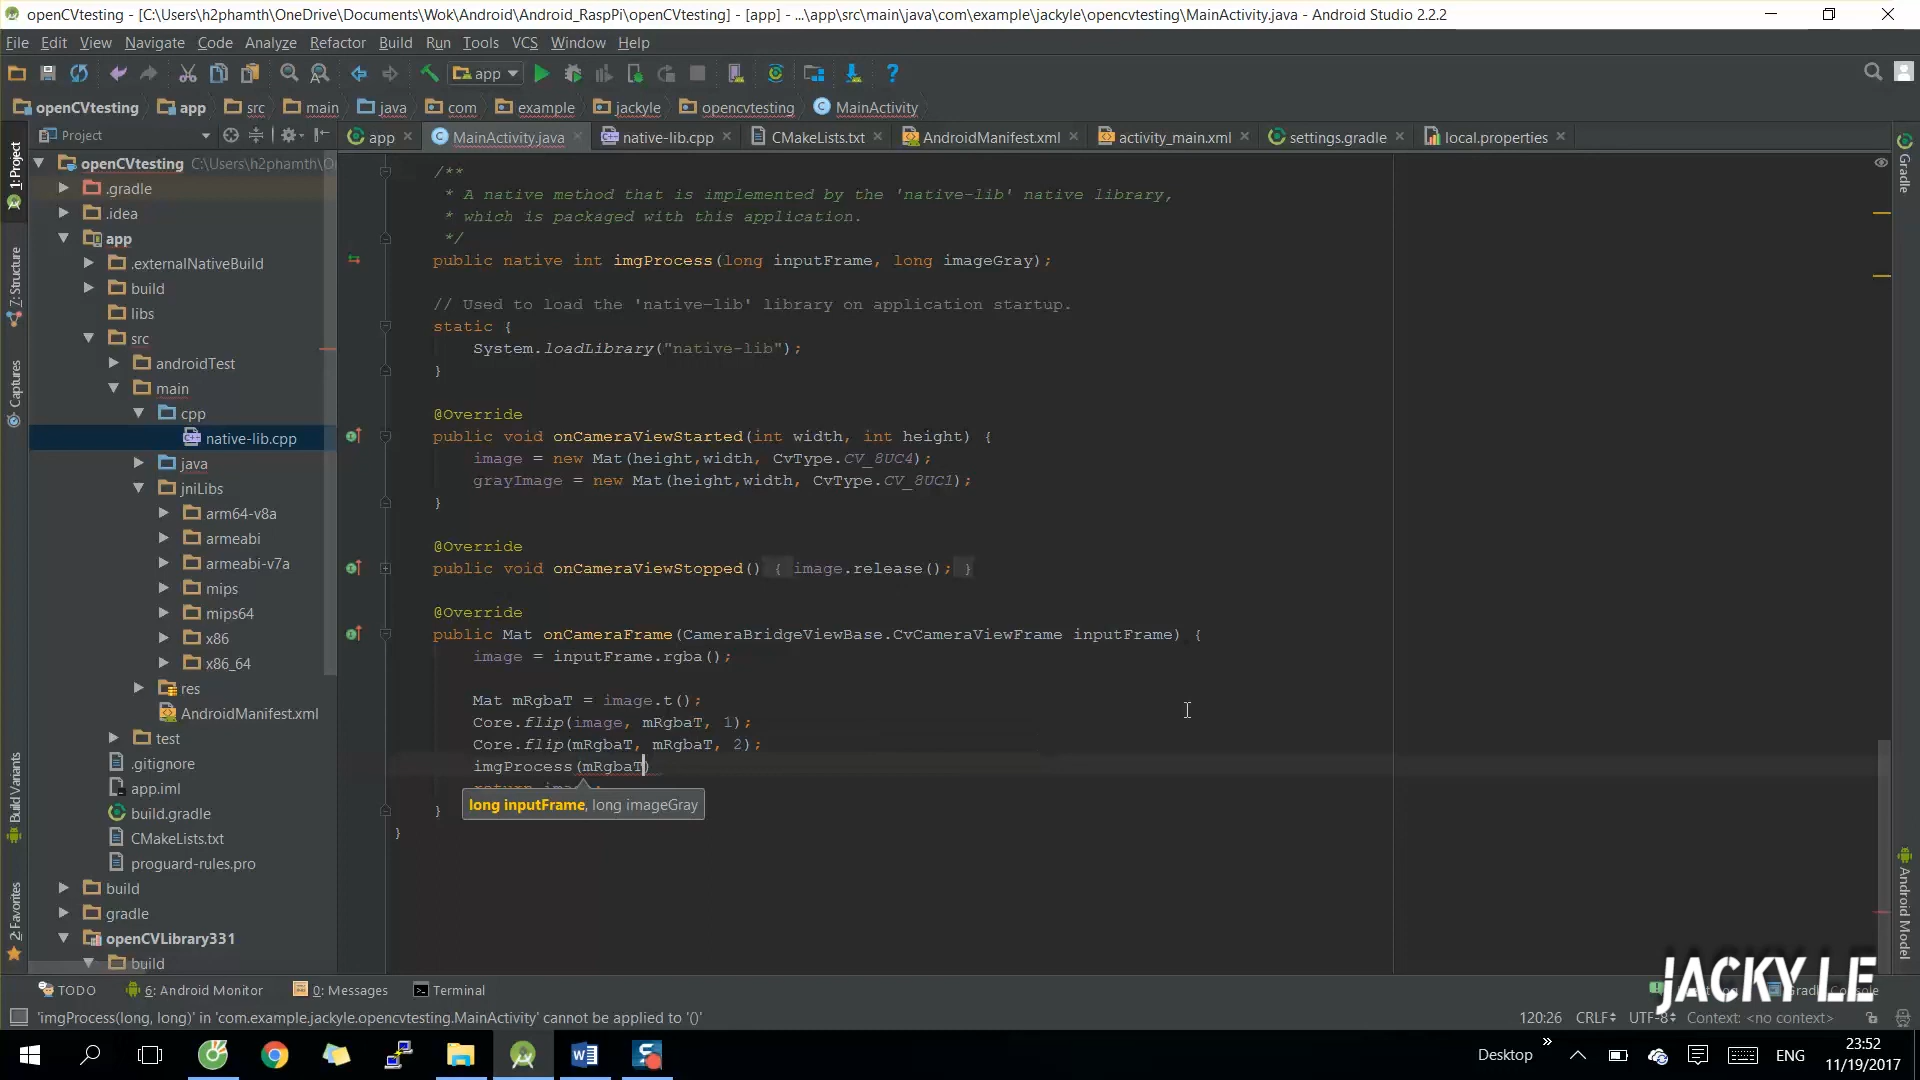 openCVtesting - [C:\Users\h2phamth\OneDrive\Documents\Wok\Android\Android_RaspPi\openCVtesting] - [app] - ...\app\src\main\java\com\example\jackyle\opencvtesting\MainActivity.java - Android Studio 2.2.2
File Edit View Navigate Code Analyze Refactor Build Run Tools VCS Window Help
app
openCVtesting app src main java com example jackyle opencvtesting MainActivity
Project
app MainActivity.java native-lib.cpp CMakeLists.txt AndroidManifest.xml activity_main.xml settings.gradle local.properties
1: Project
7: Structure
Captures
Build Variants
2: Favorites
openCVtesting C:\Users\h2phamth\O
.gradle
.idea
app
.externalNativeBuild
build
libs
src
androidTest
main
cpp
native-lib.cpp
java
jniLibs
arm64-v8a
armeabi
armeabi-v7a
mips
mips64
x86
x86_64
res
AndroidManifest.xml
test
.gitignore
app.iml
build.gradle
CMakeLists.txt
proguard-rules.pro
build
gradle
openCVLibrary331
build
/**
* A native method that is implemented by the 'native-lib' native library,
* which is packaged with this application.
*/
public native int imgProcess(long inputFrame, long imageGray);
// Used to load the 'native-lib' library on application startup.
static {
System.loadLibrary("native-lib");
}
@Override
public void onCameraViewStarted(int width, int height) {
image = new Mat(height,width, CvType.CV_8UC4);
grayImage = new Mat(height,width, CvType.CV_8UC1);
}
@Override
public void onCameraViewStopped() { image.release(); }
@Override
public Mat onCameraFrame(CameraBridgeViewBase.CvCameraViewFrame inputFrame) {
image = inputFrame.rgba();
Mat mRgbaT = image.t();
Core.flip(image, mRgbaT, 1);
Core.flip(mRgbaT, mRgbaT, 2);
imgProcess(mRgbaT)
long inputFrame, long imageGray
}
}
Gradle
Android Model
JACKY LE
TODO 6: Android Monitor 0: Messages Terminal
'imgProcess(long, long)' in 'com.example.jackyle.opencvtesting.MainActivity' cannot be applied to '()'
120:26 CRLF UTF-8 Context: <no context>
Desktop » ENG
23:52
11/19/2017